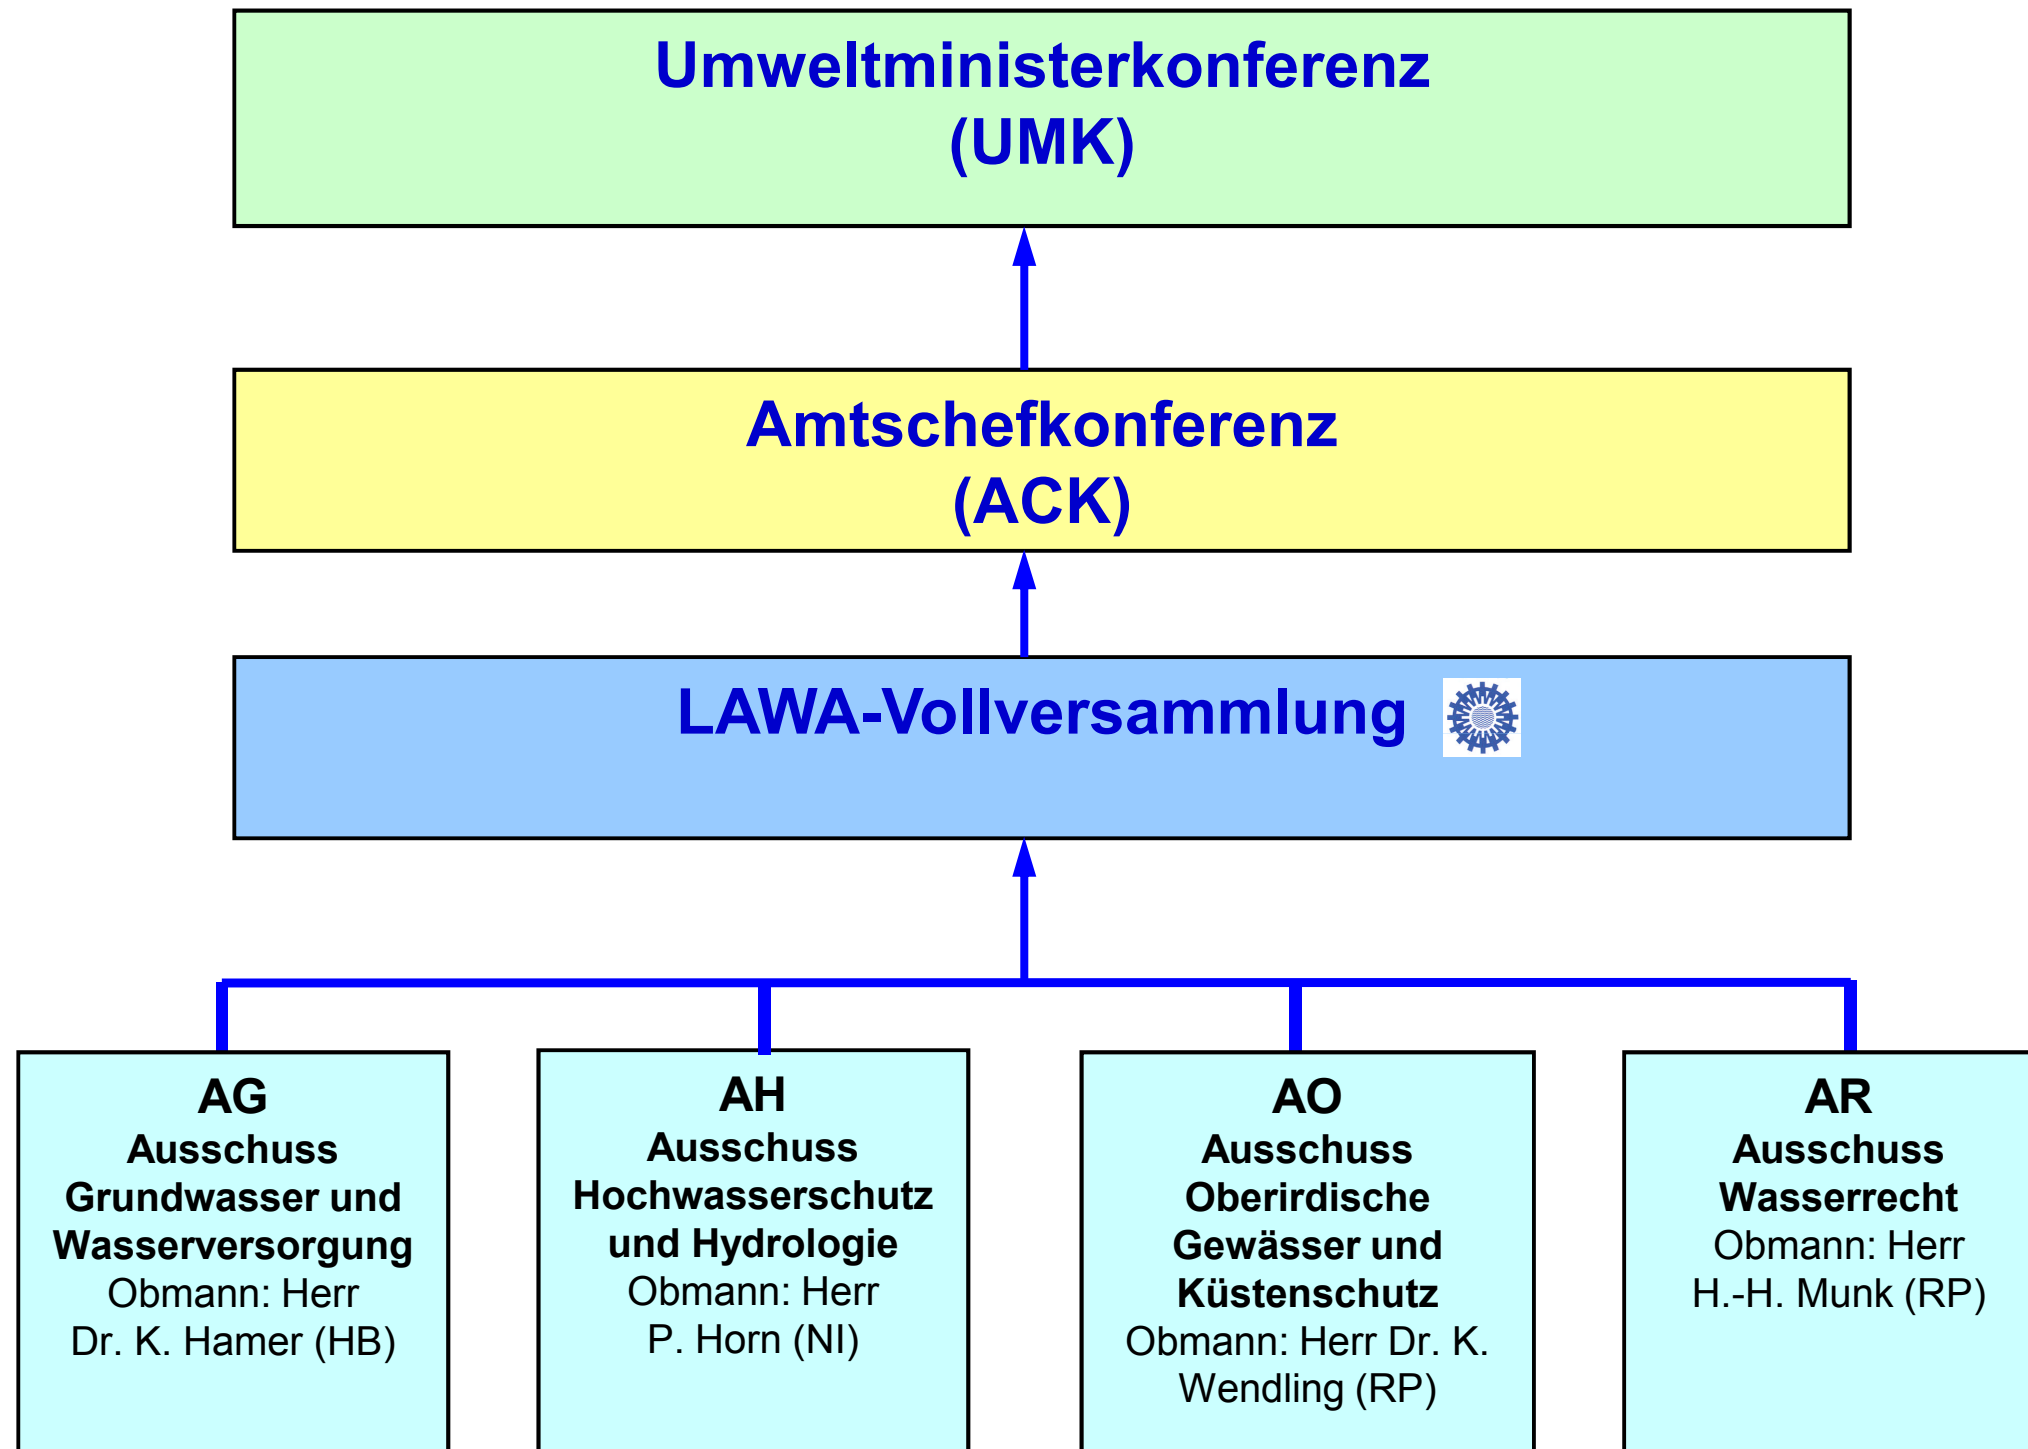 Umweltministerkonferenz
(UMK)
Amtschefkonferenz
(ACK)
LAWA-Vollversammlung
AG
Ausschuss
Grundwasser und
Wasserversorgung
Obmann: Herr
Dr. K. Hamer (HB)
AH
Ausschuss
Hochwasserschutz
und Hydrologie
Obmann: Herr
P. Horn (NI)
AO
Ausschuss
Oberirdische
Gewässer und
Küstenschutz
Obmann: Herr Dr. K.
Wendling (RP)
AR
Ausschuss
Wasserrecht
Obmann: Herr
H.-H. Munk (RP)